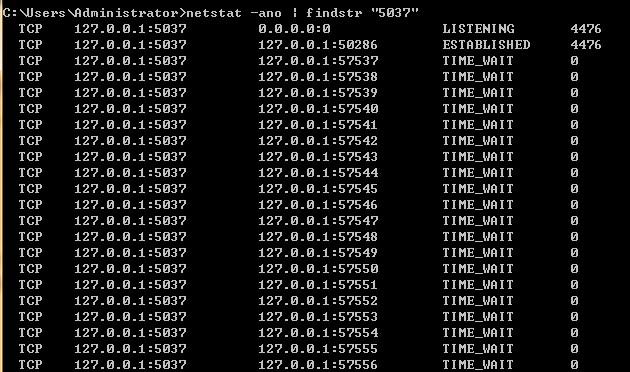 C:\Users\Administrator>netstat -ano | findstr "5037"
TCP 127.0.0.1:5037 0.0.0.0:0 LISTENING 4476
TCP 127.0.0.1:5037 127.0.0.1:50286 ESTABLISHED 4476
TCP 127.0.0.1:5037 127.0.0.1:57537 TIME_WAIT 0
TCP 127.0.0.1:5037 127.0.0.1:57538 TIME_WAIT 0
TCP 127.0.0.1:5037 127.0.0.1:57539 TIME_WAIT 0
TCP 127.0.0.1:5037 127.0.0.1:57540 TIME_WAIT 0
TCP 127.0.0.1:5037 127.0.0.1:57541 TIME_WAIT 0
TCP 127.0.0.1:5037 127.0.0.1:57542 TIME_WAIT 0
TCP 127.0.0.1:5037 127.0.0.1:57543 TIME_WAIT 0
TCP 127.0.0.1:5037 127.0.0.1:57544 TIME_WAIT 0
TCP 127.0.0.1:5037 127.0.0.1:57545 TIME_WAIT 0
TCP 127.0.0.1:5037 127.0.0.1:57546 TIME_WAIT 0
TCP 127.0.0.1:5037 127.0.0.1:57547 TIME_WAIT 0
TCP 127.0.0.1:5037 127.0.0.1:57548 TIME_WAIT 0
TCP 127.0.0.1:5037 127.0.0.1:57549 TIME_WAIT 0
TCP 127.0.0.1:5037 127.0.0.1:57550 TIME_WAIT 0
TCP 127.0.0.1:5037 127.0.0.1:57551 TIME_WAIT 0
TCP 127.0.0.1:5037 127.0.0.1:57552 TIME_WAIT 0
TCP 127.0.0.1:5037 127.0.0.1:57553 TIME_WAIT 0
TCP 127.0.0.1:5037 127.0.0.1:57554 TIME_WAIT 0
TCP 127.0.0.1:5037 127.0.0.1:57555 TIME_WAIT 0
TCP 127.0.0.1:5037 127.0.0.1:57556 TIME_WAIT 0